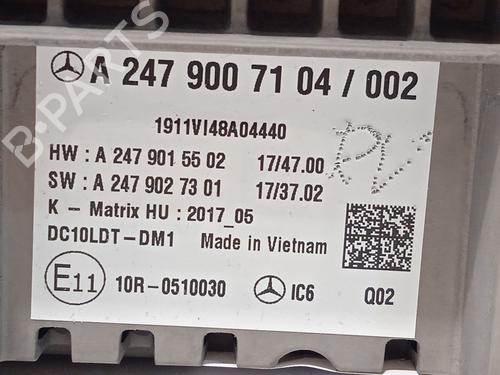 A 247 900 71 04 / 002
1911VI48A04440
HW : A 247 901 55 02 17/47.00
SW : A 247 902 73 01 17/37.02
K – Matrix HU : 2017_05
DC10LDT–DM1 Made in Vietnam
E11 10R–0510030 IC6 Q02
PV
B-PARTS